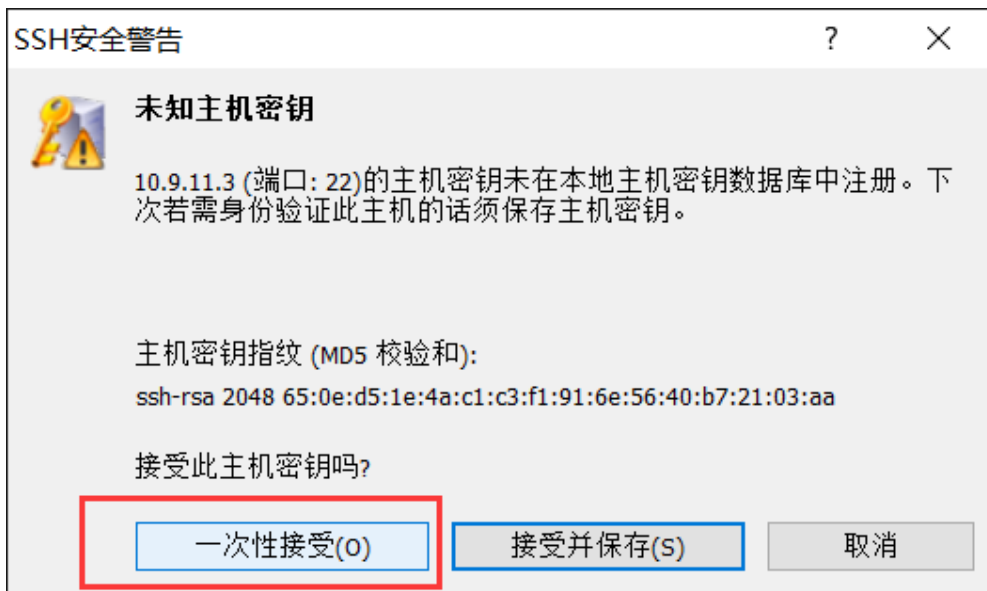 SSH安全警告
未知主机密钥
10.9.11.3 (端口: 22)的主机密钥未在本地主机密钥数据库中注册。下
次若需身份验证此主机的话须保存主机密钥。
主机密钥指纹 (MD5 校验和):
ssh-rsa 2048 65:0e:d5:1e:4a:c1:c3:f1:91:6e:56:40:b7:21:03:aa
接受此主机密钥吗?
一次性接受(O) 接受并保存(S) 取消